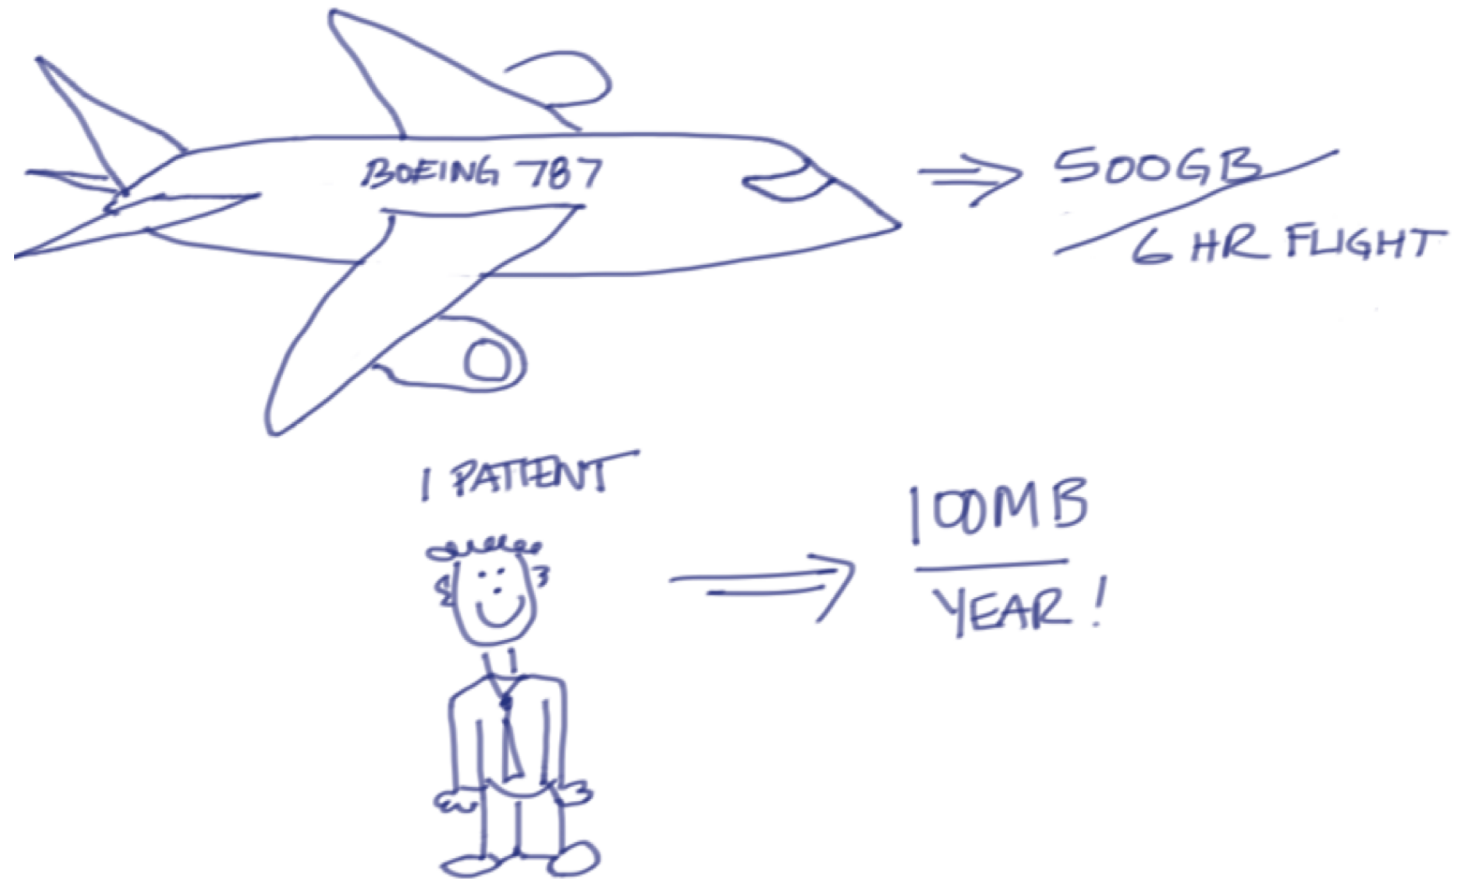 BOEING 787
500GB
6 HR FLIGHT
1 PATIENT
100MB
YEAR!